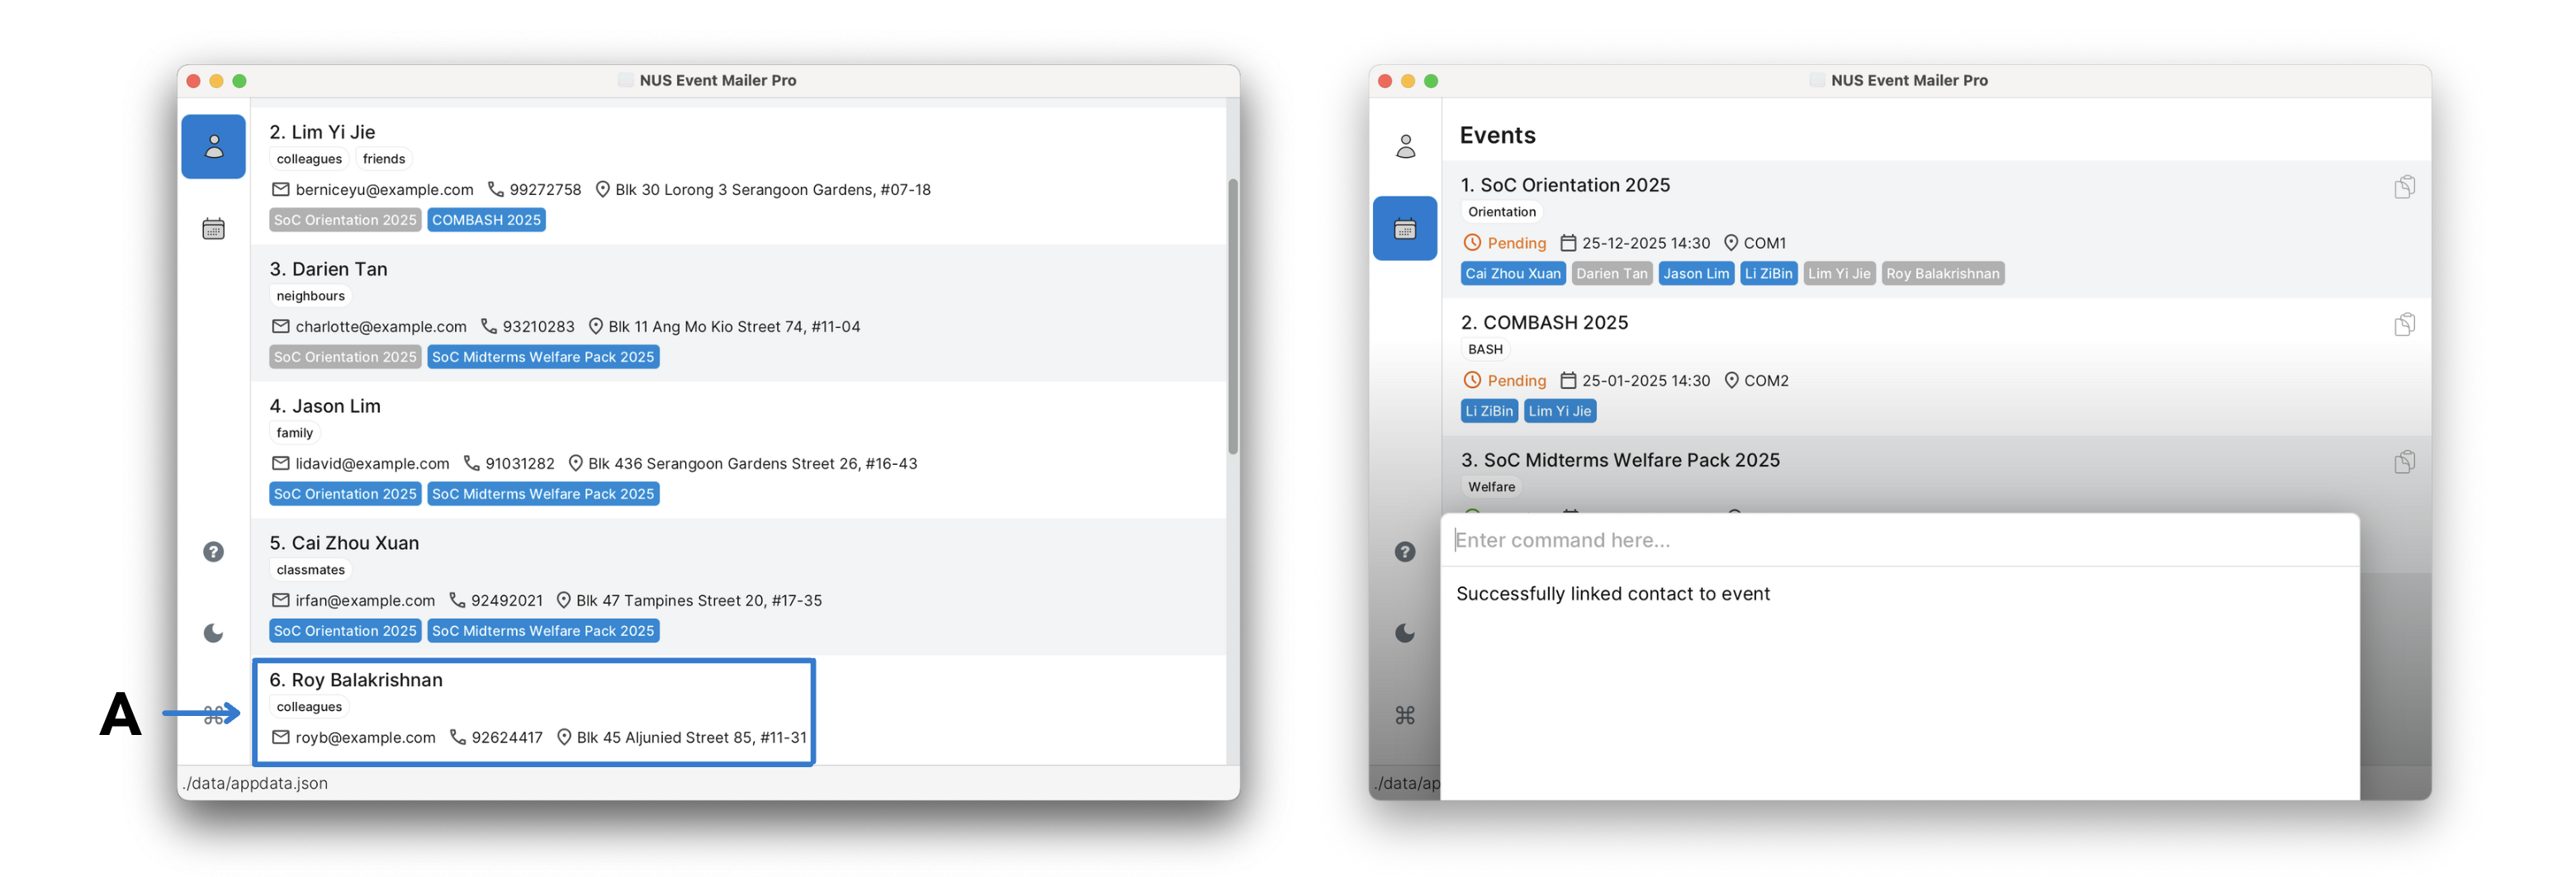 NUS Event Mailer Pro
2. Lim Yi Jie
colleagues friends
berniceyu@example.com 99272758 Blk 30 Lorong 3 Serangoon Gardens, #07-18
SoC Orientation 2025 COMBASH 2025
3. Darien Tan
neighbours
charlotte@example.com 93210283 Blk 11 Ang Mo Kio Street 74, #11-04
SoC Orientation 2025 SoC Midterms Welfare Pack 2025
4. Jason Lim
family
lidavid@example.com 91031282 Blk 436 Serangoon Gardens Street 26, #16-43
SoC Orientation 2025 SoC Midterms Welfare Pack 2025
5. Cai Zhou Xuan
classmates
irfan@example.com 92492021 Blk 47 Tampines Street 20, #17-35
SoC Orientation 2025 SoC Midterms Welfare Pack 2025
A
6. Roy Balakrishnan
colleagues
royb@example.com 92624417 Blk 45 Aljunied Street 85, #11-31
./data/appdata.json
NUS Event Mailer Pro
Events
1. SoC Orientation 2025
Orientation
Pending 25-12-2025 14:30 COM1
Cai Zhou Xuan Darien Tan Jason Lim Li ZiBin Lim Yi Jie Roy Balakrishnan
2. COMBASH 2025
BASH
Pending 25-01-2025 14:30 COM2
Li ZiBin Lim Yi Jie
3. SoC Midterms Welfare Pack 2025
Welfare
Enter command here...
Successfully linked contact to event
./data/ap